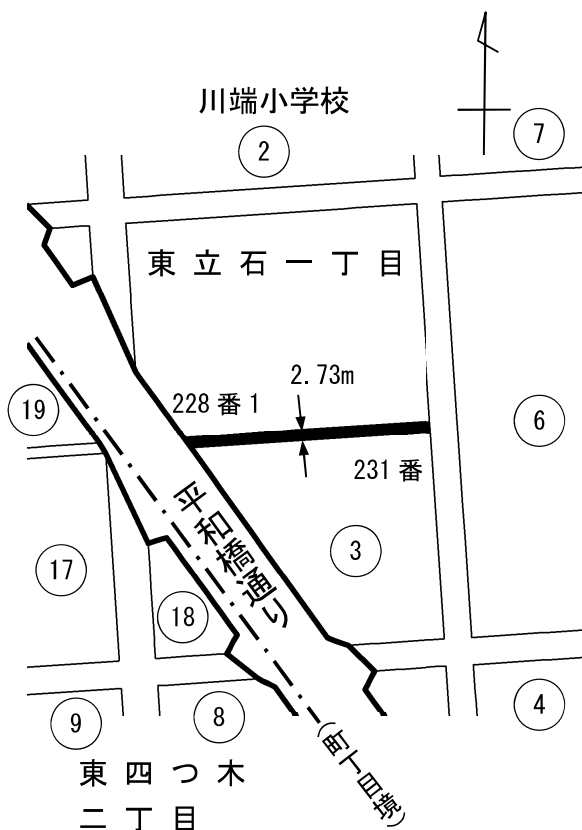 川端小学校
7
2
東立石一丁目
2.73m
228番1
19
6
231番
平和橋通り
3
17
18
4
8
9
(町丁目境)
東四つ木
二丁目